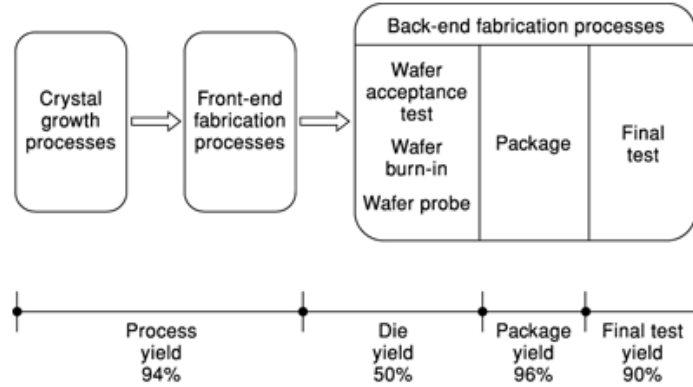 Crystal
growth
processes
Front-end
fabrication
processes
Back-end fabrication processes
Wafer
acceptance
test
Wafer
burn-in
Wafer probe
Package
Final
test
Process
yield
94%
Die
yield
50%
Package
yield
96%
Final test
yield
90%